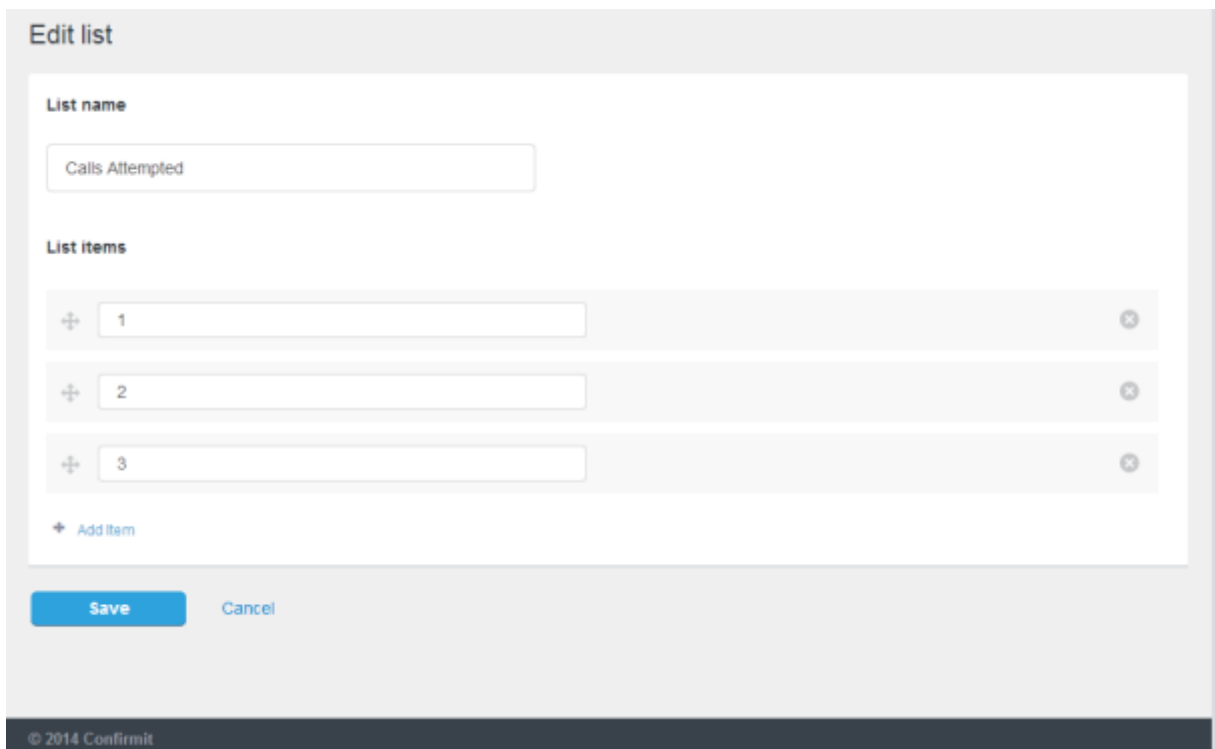 Edit list
List name
Calls Attempted
List items
1
2
3
Add Item
Save Cancel
© 2014 Confirmit